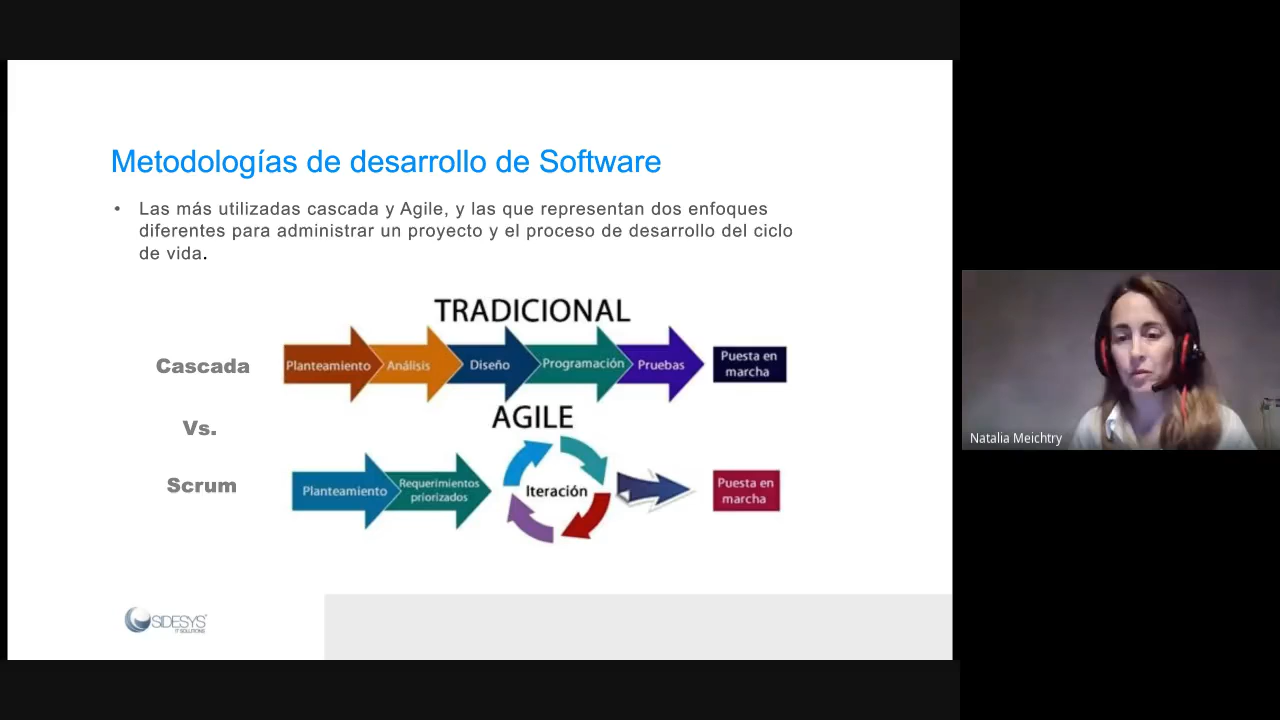 Metodologías de desarrollo de Software
• Las más utilizadas cascada y Agile, y las que representan dos enfoques
diferentes para administrar un proyecto y el proceso de desarrollo del ciclo
de vida.
TRADICIONAL
Cascada
Planteamiento
Análisis
Diseño
Programación
Pruebas
Puesta en
marcha
Vs.
AGILE
Scrum
Planteamiento
Requerimientos
priorizados
Iteración
Puesta en
marcha
SIDESYS
IT SOLUTIONS
Natalia Meichtry